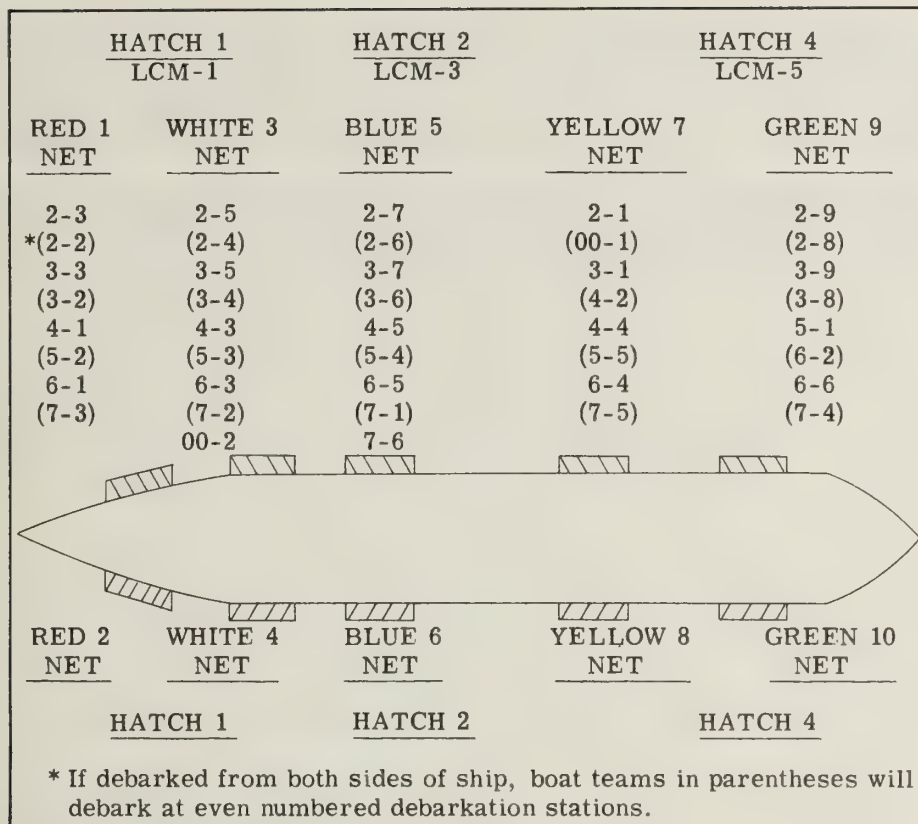 HATCH 1 HATCH 2 HATCH 4
LCM-1 LCM-3 LCM-5
RED 1 WHITE 3 BLUE 5 YELLOW 7 GREEN 9
NET NET NET NET NET
2-3 2-5 2-7 2-1 2-9
*(2-2) (2-4) (2-6) (00-1) (2-8)
3-3 3-5 3-7 3-1 3-9
(3-2) (3-4) (3-6) (4-2) (3-8)
4-1 4-3 4-5 4-4 5-1
(5-2) (5-3) (5-4) (5-5) (6-2)
6-1 6-3 6-5 6-4 6-6
(7-3) (7-2) (7-1) (7-5) (7-4)
00-2 7-6
RED 2 WHITE 4 BLUE 6 YELLOW 8 GREEN 10
NET NET NET NET NET
HATCH 1 HATCH 2 HATCH 4
* If debarked from both sides of ship, boat teams in parentheses will
debark at even numbered debarkation stations.